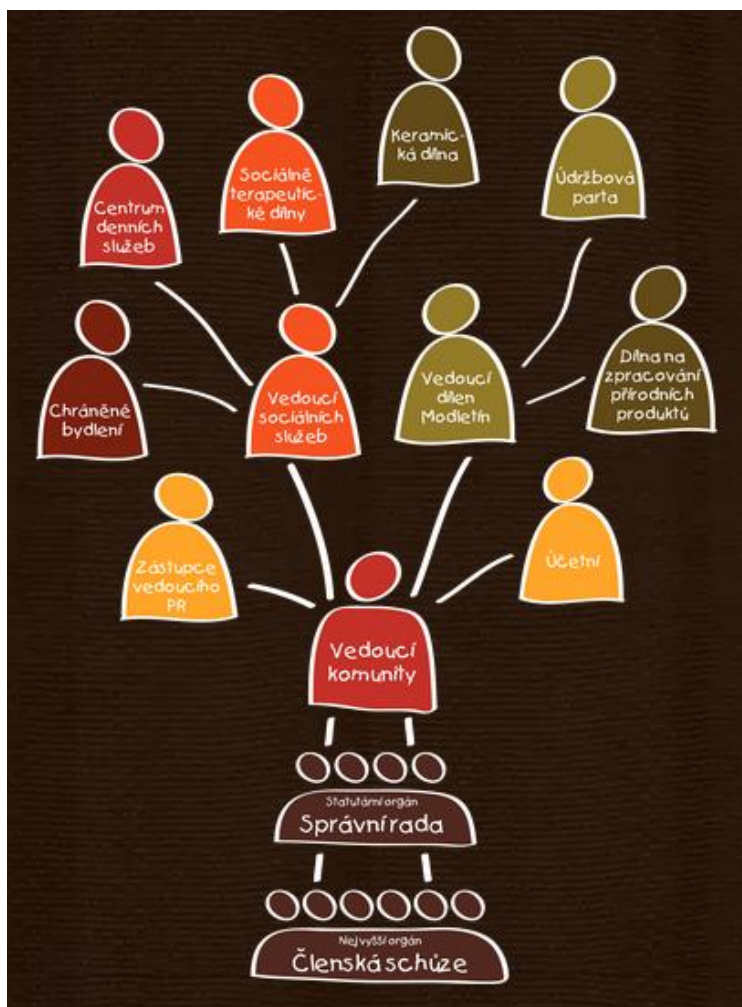 Keramic-
ká dílna
Sociálně
terapeutic-
ké dílny
Údržbová
parta
Centrum
denních
služeb
Chráněné
bydlení
Vedoucí
sociálních
služeb
Vedoucí
dílen
Modletín
Dílna na
zpracování
přírodních
produktů
Zástupce
vedoucího
PR
Účetní
Vedoucí
komunity
Statutární orgán
Správní rada
Nejvyšší orgán
Členská schůze